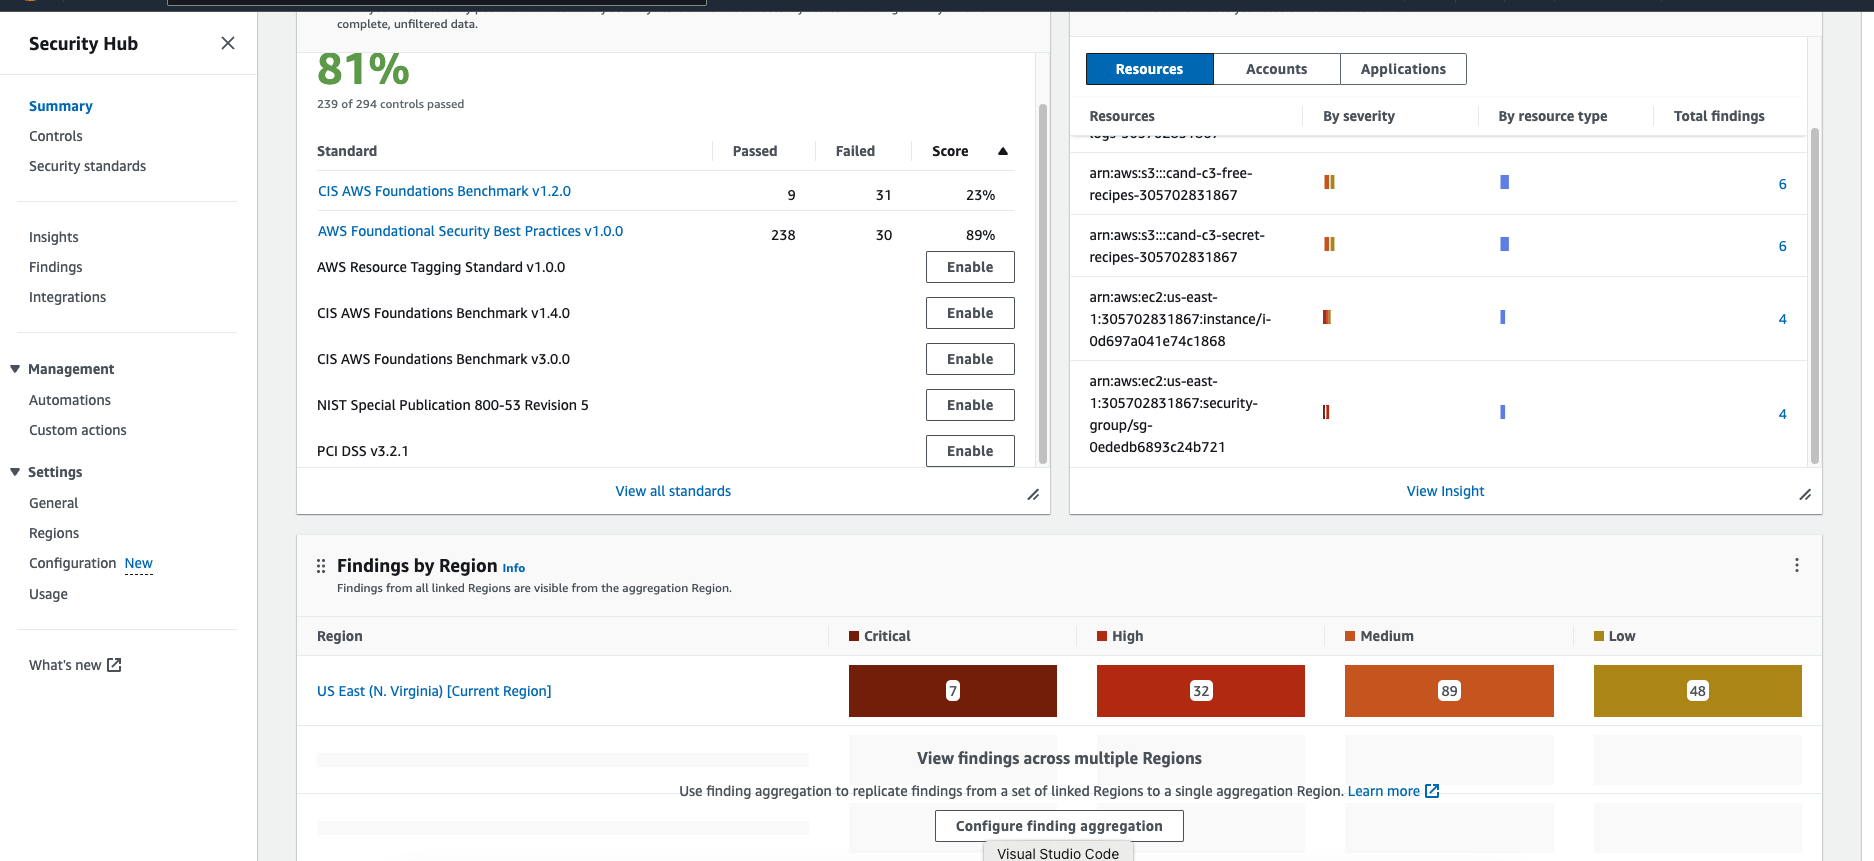 Security Hub
Summary
Controls
Security standards
Insights
Findings
Integrations
Management
Automations
Custom actions
Settings
General
Regions
Configuration New
Usage
What's new
complete, unfiltered data.
81%
239 of 294 controls passed
Standard Passed Failed Score
CIS AWS Foundations Benchmark v1.2.0 9 31 23%
AWS Foundational Security Best Practices v1.0.0 238 30 89%
AWS Resource Tagging Standard v1.0.0 Enable
CIS AWS Foundations Benchmark v1.4.0 Enable
CIS AWS Foundations Benchmark v3.0.0 Enable
NIST Special Publication 800-53 Revision 5 Enable
PCI DSS v3.2.1 Enable
View all standards
Resources Accounts Applications
Resources By severity By resource type Total findings
logs-305702831867
arn:aws:s3:::cand-c3-free-
recipes-305702831867 6
arn:aws:s3:::cand-c3-secret-
recipes-305702831867 6
arn:aws:ec2:us-east-
1:305702831867:instance/i- 4
0d697a041e74c1868
arn:aws:ec2:us-east-
1:305702831867:security-
group/sg- 4
0ededb6893c24b721
View Insight
Findings by Region Info
Findings from all linked Regions are visible from the aggregation Region.
Region Critical High Medium Low
US East (N. Virginia) [Current Region] 7 32 89 48
View findings across multiple Regions
Use finding aggregation to replicate findings from a set of linked Regions to a single aggregation Region. Learn more
Configure finding aggregation
Visual Studio Code